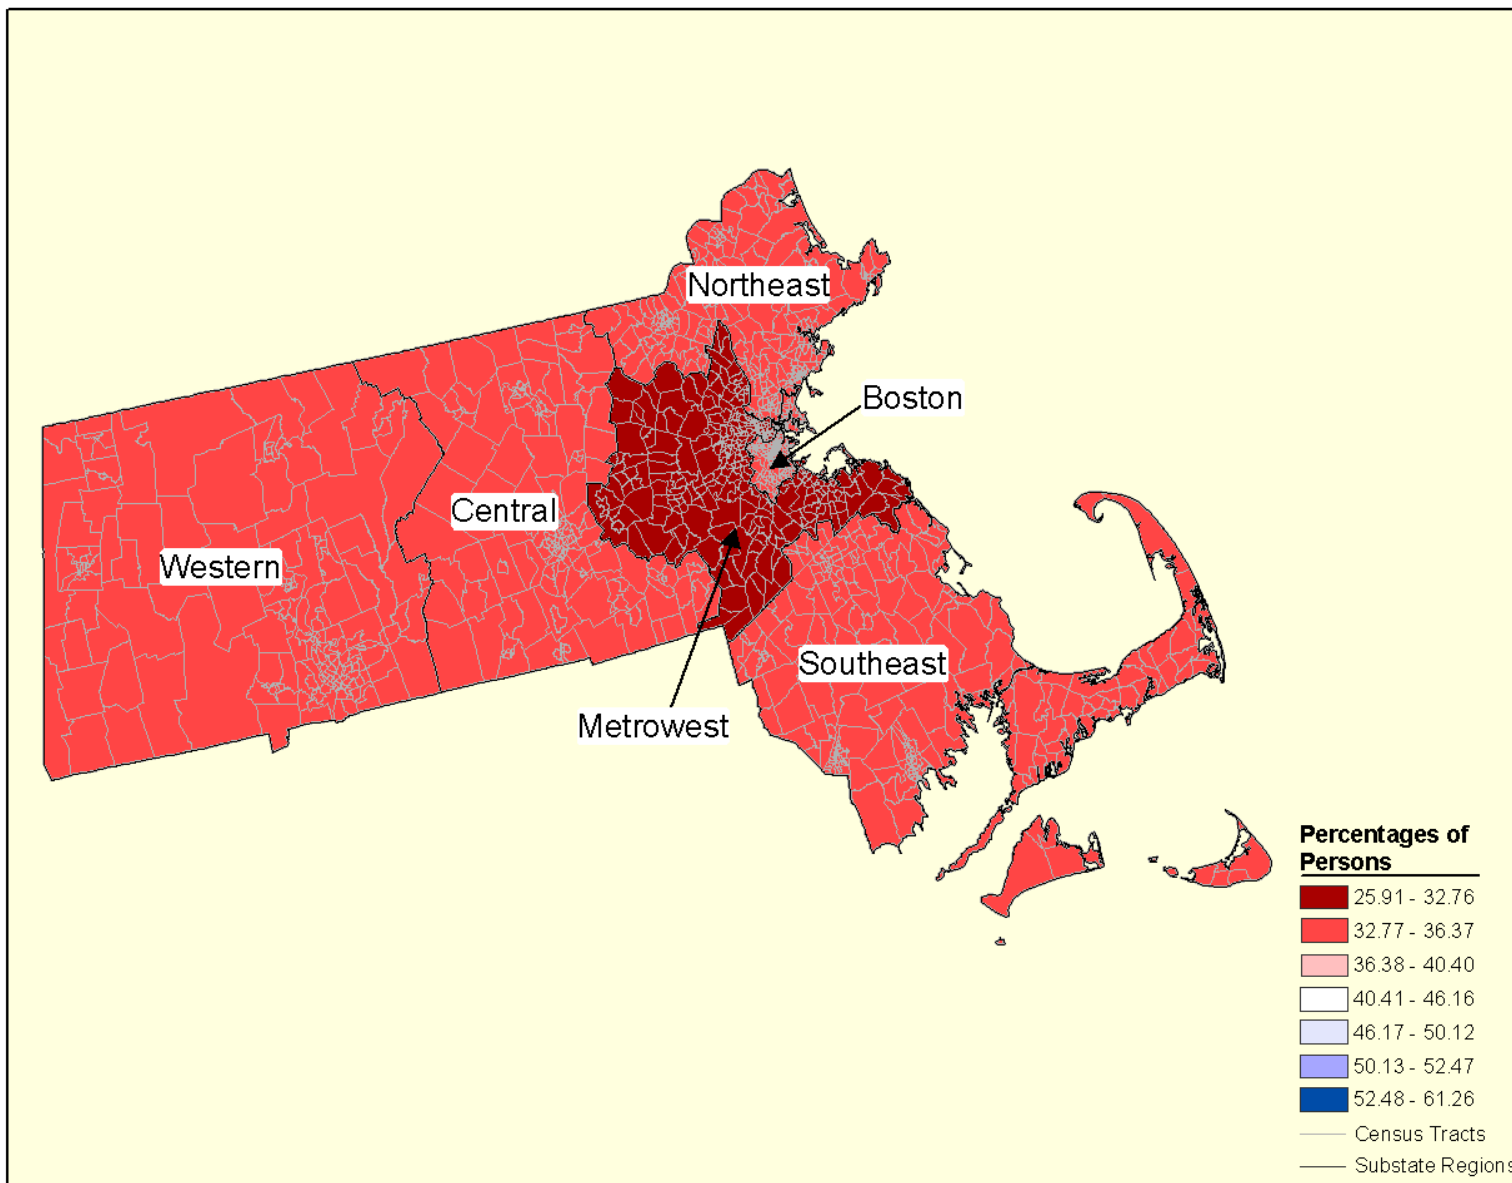 Northeast
Boston
Central
Western
Southeast
Metrowest
Percentages of
Persons
25.91 - 32.76
32.77 - 36.37
36.38 - 40.40
40.41 - 46.16
46.17 - 50.12
50.13 - 52.47
52.48 - 61.26
Census Tracts
Substate Regions